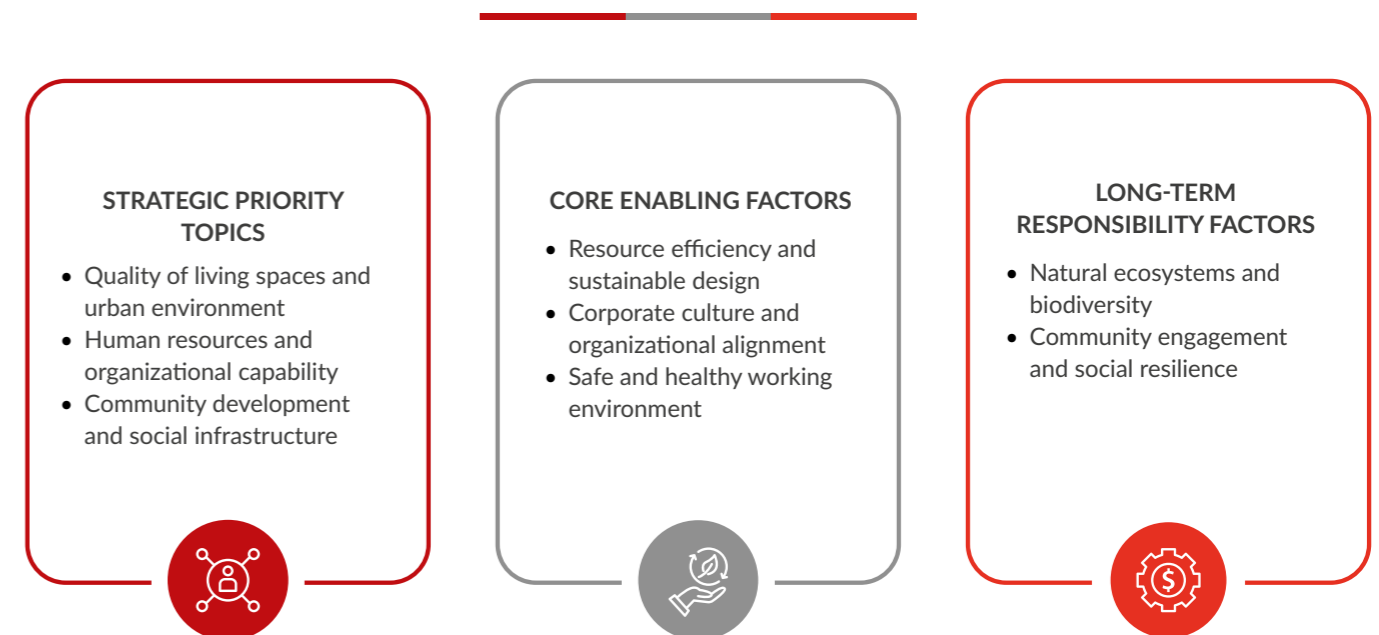 STRATEGIC PRIORITY
TOPICS
• Quality of living spaces and
urban environment
• Human resources and
organizational capability
• Community development
and social infrastructure
CORE ENABLING FACTORS
• Resource efficiency and
sustainable design
• Corporate culture and
organizational alignment
• Safe and healthy working
environment
LONG-TERM
RESPONSIBILITY FACTORS
• Natural ecosystems and
biodiversity
• Community engagement
and social resilience
$